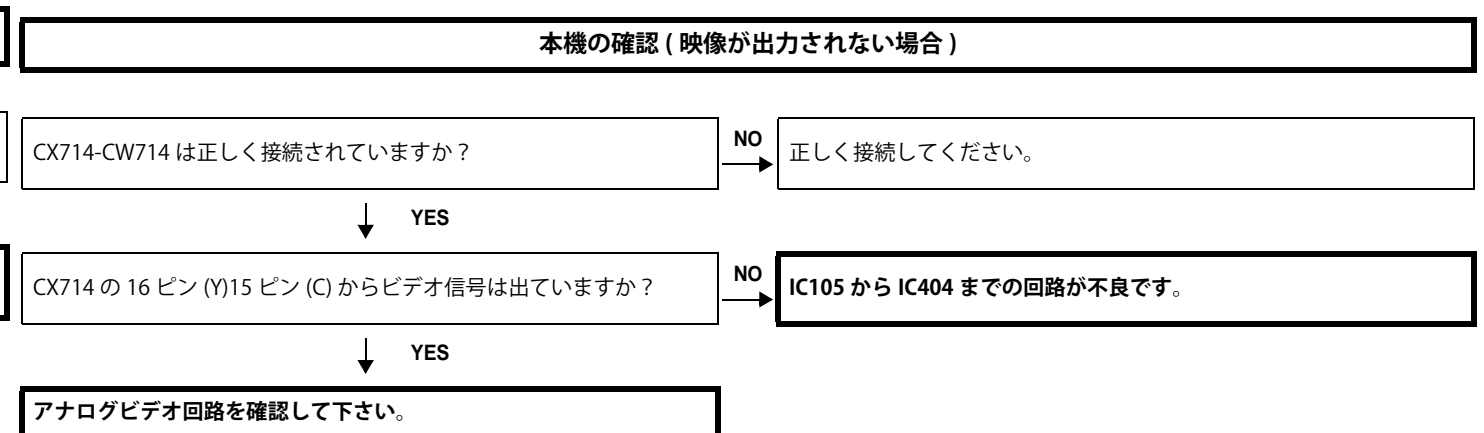 本機の確認 ( 映像が出力されない場合 )
CX714-CW714 は正しく接続されていますか？
NO
正しく接続してください。
YES
CX714 の 16 ピン (Y)15 ピン (C) からビデオ信号は出ていますか？
NO
IC105 から IC404 までの回路が不良です。
YES
アナログビデオ回路を確認して下さい。